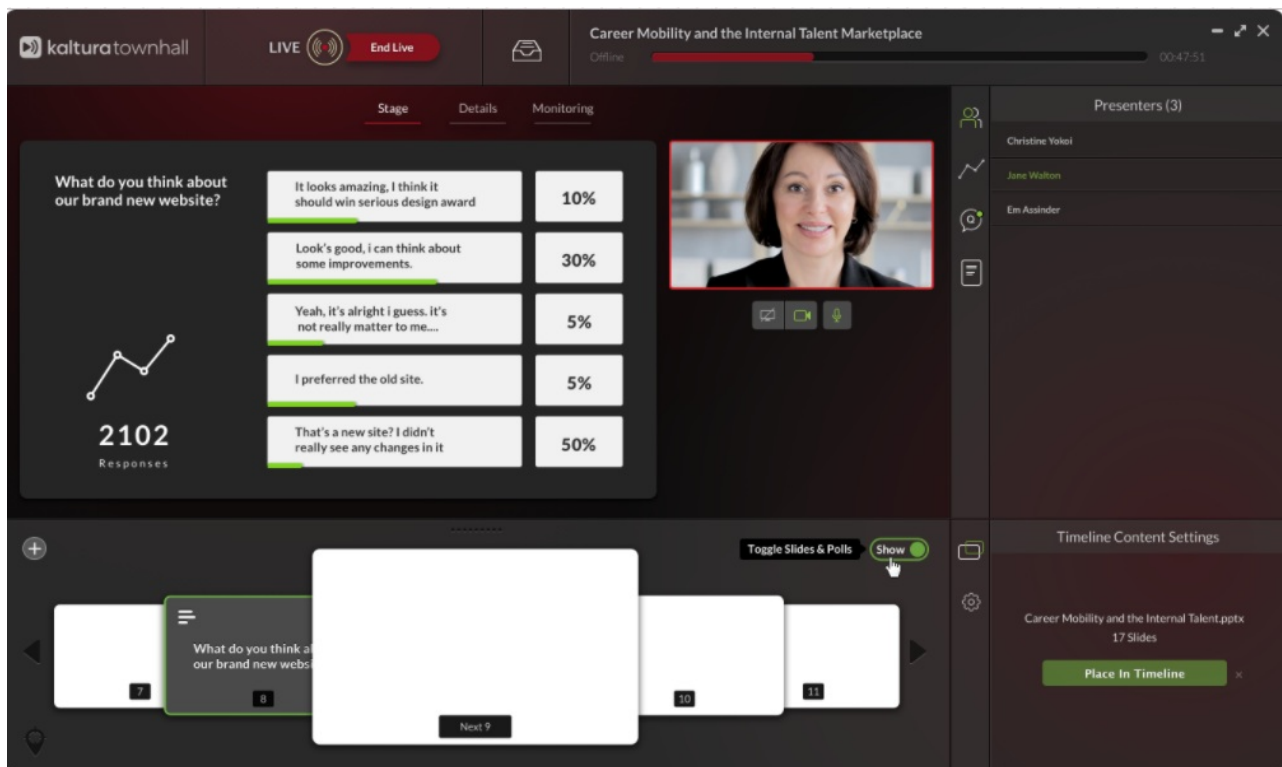 kaltura townhall
LIVE
End Live
Career Mobility and the Internal Talent Marketplace
Offline
00:47:51
Stage
Details
Monitoring
What do you think about
our brand new website?
2102
Responses
It looks amazing, I think it
should win serious design award
10%
Look's good, i can think about
some improvements.
30%
Yeah, it's alright i guess. it's
not really matter to me....
5%
I preferred the old site.
5%
That's a new site? I didn't
really see any changes in it
50%
Presenters (3)
Christine Yokoi
Jane Walton
Em Assinder
Toggle Slides & Polls
Show
7
What do you think a
our brand new websi
8
Next 9
10
11
Timeline Content Settings
Career Mobility and the Internal Talent.pptx
17 Slides
Place In Timeline